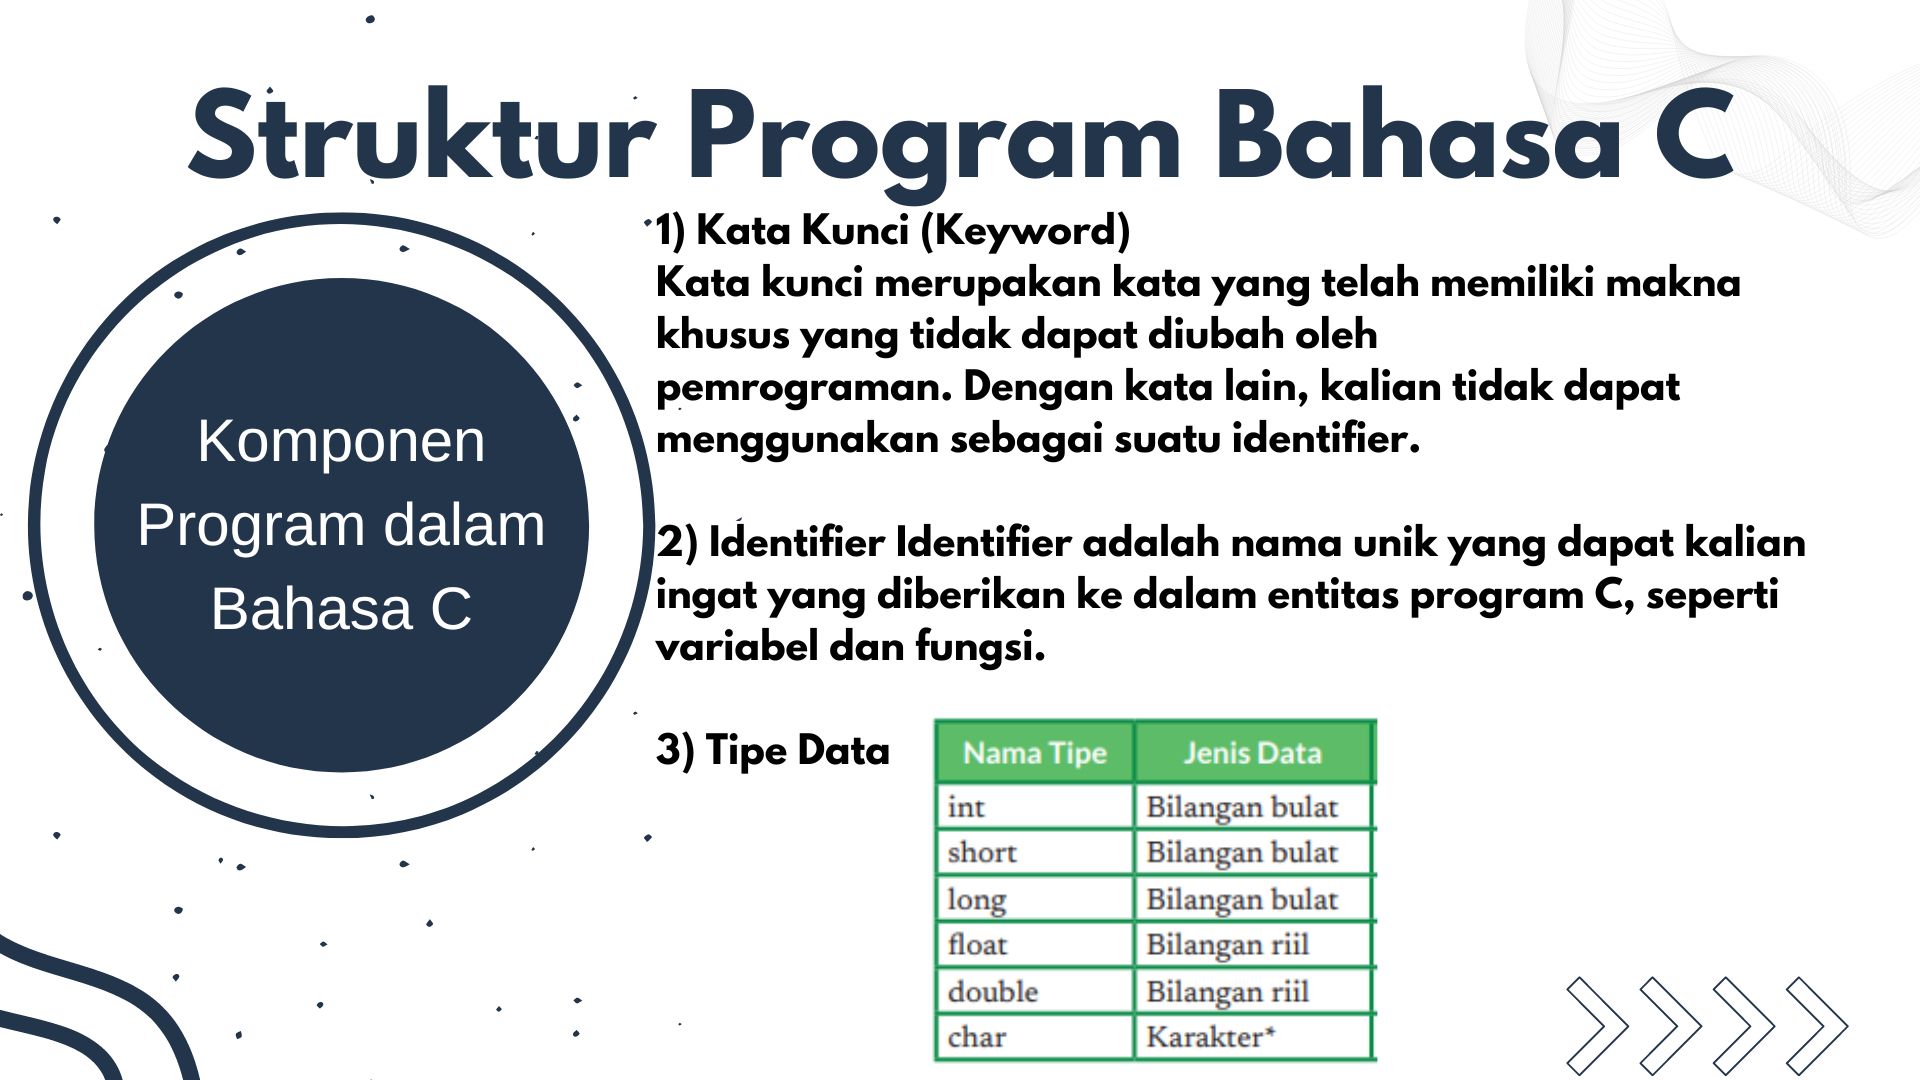 Struktur Program Bahasa C
Komponen
Program dalam
Bahasa C
1) Kata Kunci (Keyword)
Kata kunci merupakan kata yang telah memiliki makna
khusus yang tidak dapat diubah oleh
pemrograman. Dengan kata lain, kalian tidak dapat
menggunakan sebagai suatu identifier.
2) Identifier Identifier adalah nama unik yang dapat kalian
ingat yang diberikan ke dalam entitas program C, seperti
variabel dan fungsi.
3) Tipe Data
Nama Tipe Jenis Data
int Bilangan bulat
short Bilangan bulat
long Bilangan bulat
float Bilangan riil
double Bilangan riil
char Karakter*